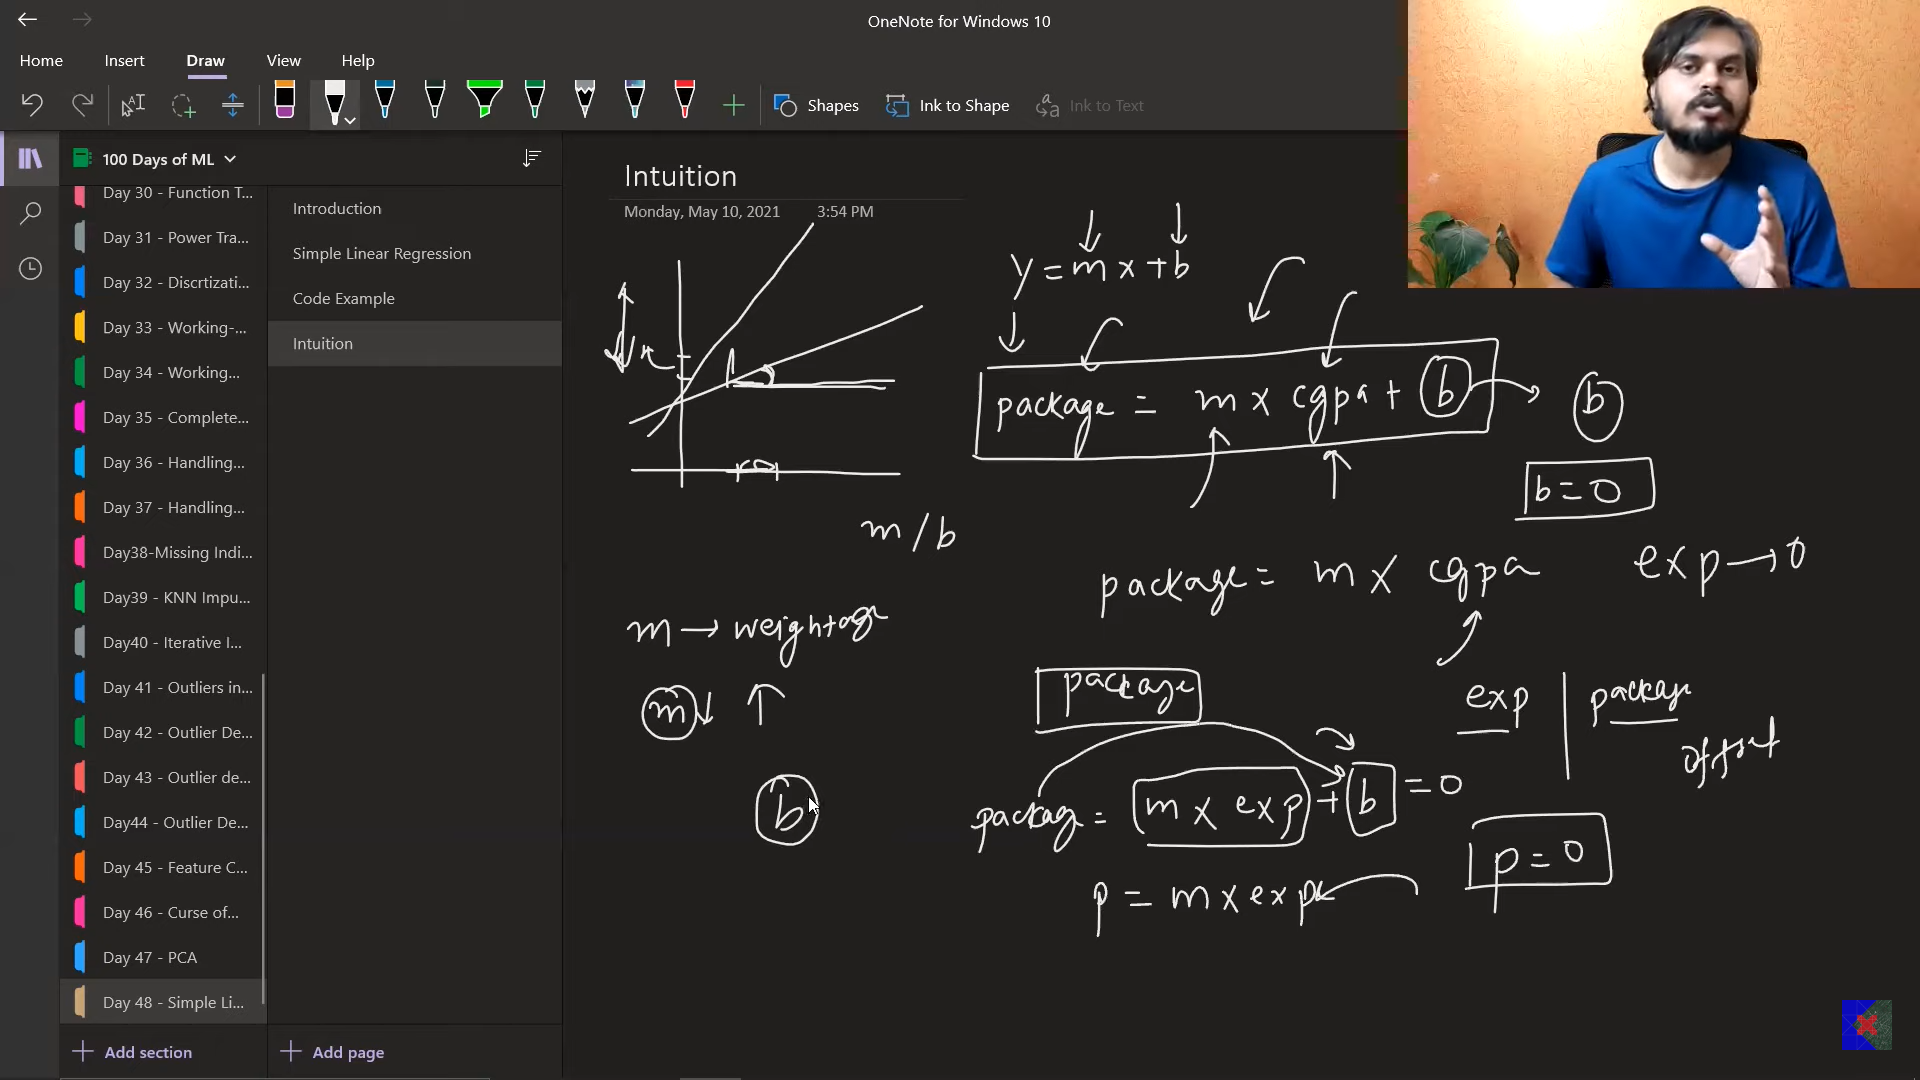 OneNote for Windows 10
Home Insert Draw View Help
Shapes Ink to Shape Ink to Text
100 Days of ML
Day 30 - Function T...
Day 31 - Power Tra...
Day 32 - Discrtizati...
Day 33 - Working-...
Day 34 - Working...
Day 35 - Complete...
Day 36 - Handling...
Day 37 - Handling...
Day38-Missing Indi...
Day39 - KNN Impu...
Day40 - Iterative I...
Day 41 - Outliers in...
Day 42 - Outlier De...
Day 43 - Outlier de...
Day44 - Outlier De...
Day 45 - Feature C...
Day 46 - Curse of...
Day 47 - PCA
Day 48 - Simple Li...
Add section
Introduction
Simple Linear Regression
Code Example
Intuition
Add page
Intuition
Monday, May 10, 2021 3:54 PM
m / b
m → weightage
m ↓ ↑
b
y = m x + b
package = m x cgpa + b → b
b = 0
package = m x cgpa exp → 0
package
exp | package
offset
package = m x exp + b = 0
p = 0
p = m x exp